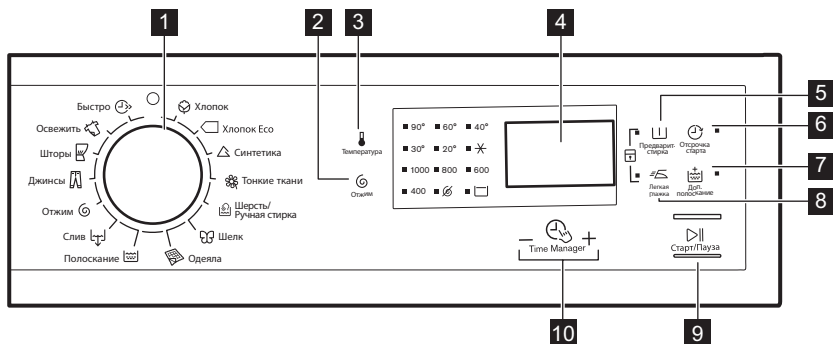 1
2
3
4
5
6
7
8
9
10
Быстро
Освежить
Шторы
Джинсы
Отжим
Слив
Полоскание
Хлопок
Хлопок Eco
Синтетика
Тонкие ткани
Шерсть/
Ручная стирка
Шелк
Одеяла
Температура
Отжим
90° 60° 40°
30° 20°
1000 800 600
400
Time Manager
Предварит.
стирка
Отсрочка
старта
Легкая
глажка
Доп.
полоскание
Старт/Пауза